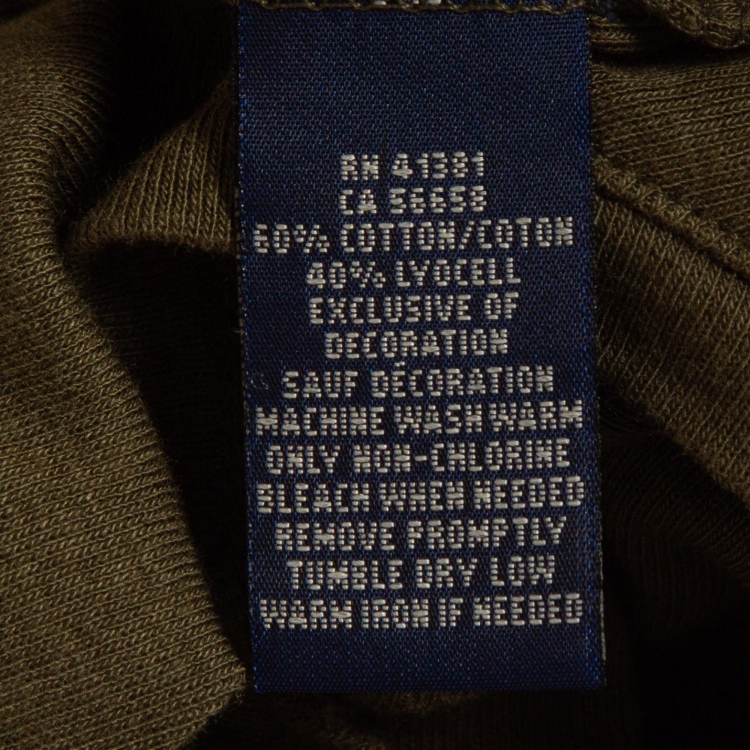 RN 41381
CA 56658
60% COTTON/COTON
40% LYOCELL
EXCLUSIVE OF
DECORATION
SAUF DÉCORATION
MACHINE WASH WARM
ONLY NON-CHLORINE
BLEACH WHEN NEEDED
REMOVE PROMPTLY
TUMBLE DRY LOW
WARM IRON IF NEEDED